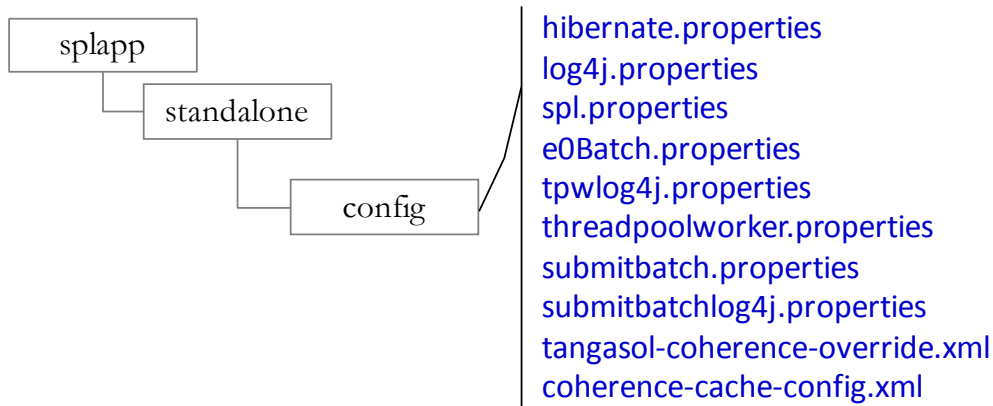 splapp
standalone
config
hibernate.properties
log4j.properties
spl.properties
e0Batch.properties
tpwlog4j.properties
threadpoolworker.properties
submitbatch.properties
submitbatchlog4j.properties
tangasol-coherence-override.xml
coherence-cache-config.xml